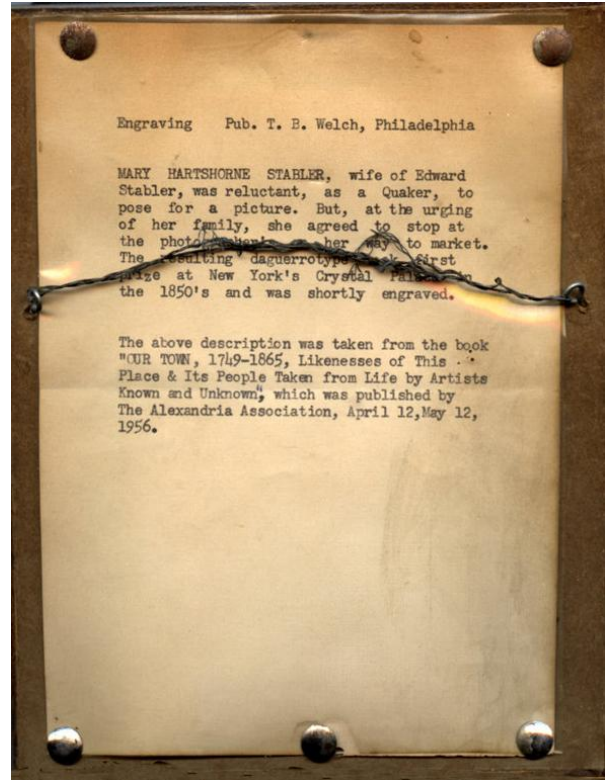 Engraving Pub. T. B. Welch, Philadelphia
MARY HARTSHORNE STABLER, wife of Edward
Stabler, was reluctant, as a Quaker, to
pose for a picture. But, at the urging
of her family, she agreed to stop at
the her way to market.
The resulting daguerrotype first
prize at New York's Crystal
the 1850's and was shortly engraved.
The above description was taken from the book
"OUR TOWN, 1749-1865, Likenesses of This
Place & Its People Taken from Life by Artists
Known and Unknown", which was published by
The Alexandria Association, April 12,May 12,
1956.